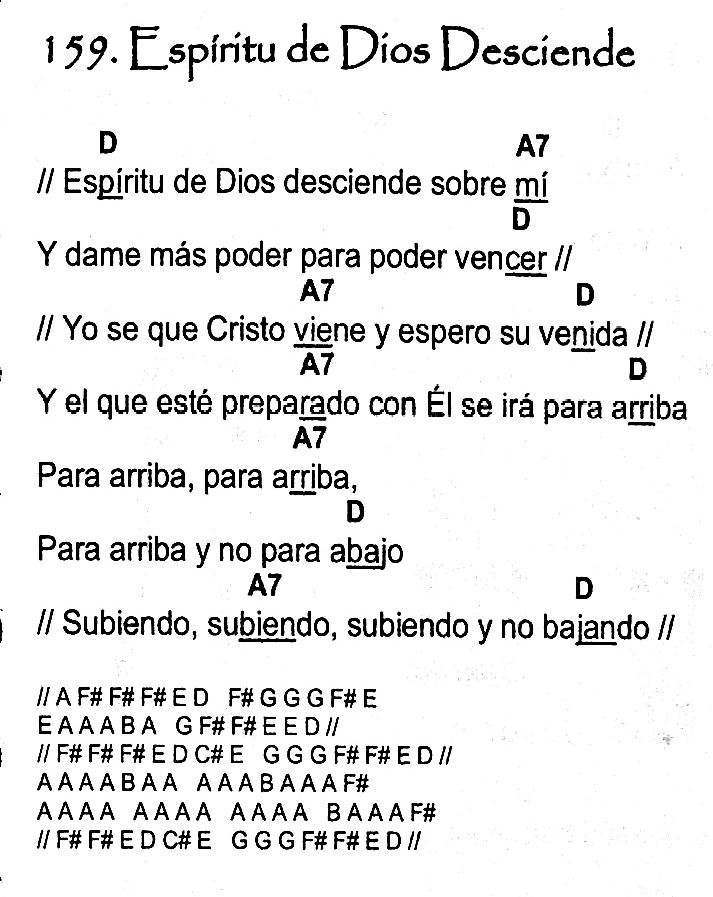 159. Espíritu de Dios Desciende
D A7
// Espíritu de Dios desciende sobre mí
D
Y dame más poder para poder vencer //
A7 D
// Yo se que Cristo viene y espero su venida //
A7 D
Y el que esté preparado con Él se irá para arriba
A7
Para arriba, para arriba,
D
Para arriba y no para abajo
A7 D
// Subiendo, subiendo, subiendo y no bajando //
// A F# F# F# E D F# G G G F# E
E A A A B A G F# F# E E D //
// F# F# F# E D C# E G G G F# F# E D //
A A A A B A A A A A B A A A F#
A A A A A A A A A A A A B A A A F#
// F# F# E D C# E G G G F# F# E D //